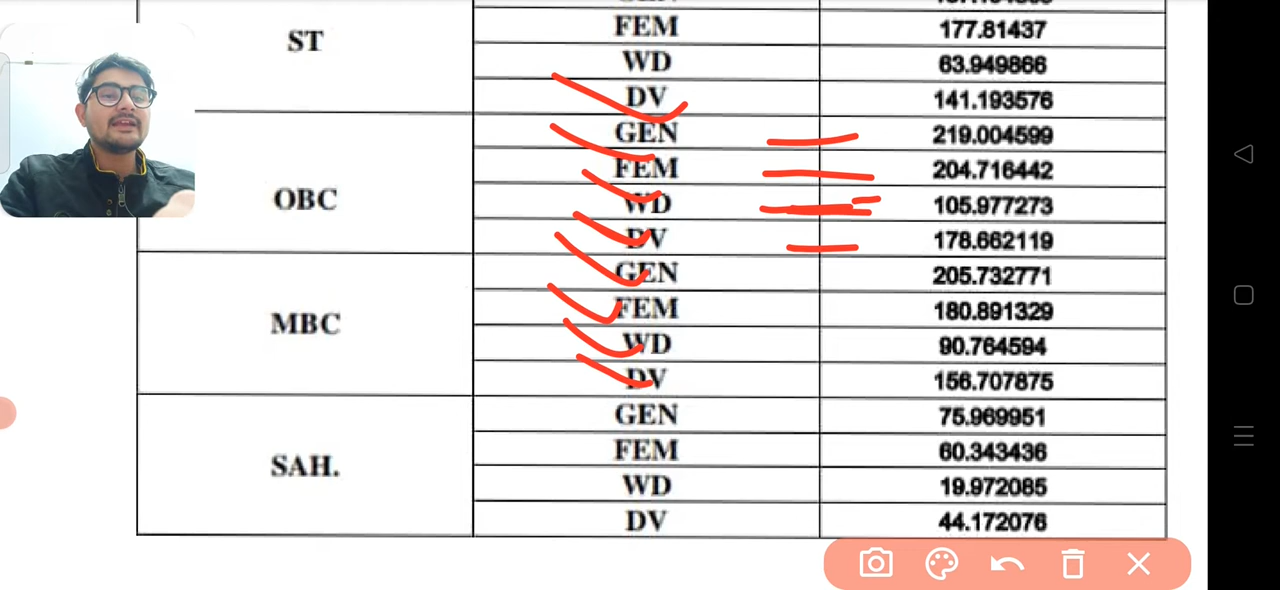 ST
FEM 177.81437
WD 63.949866
DV 141.193576
OBC
GEN 219.004599
FEM 204.716442
WD 105.977273
DV 178.662119
MBC
GEN 205.732771
FEM 180.891329
WD 90.764594
DV 156.707875
SAH.
GEN 75.969951
FEM 60.343436
WD 19.972085
DV 44.172076